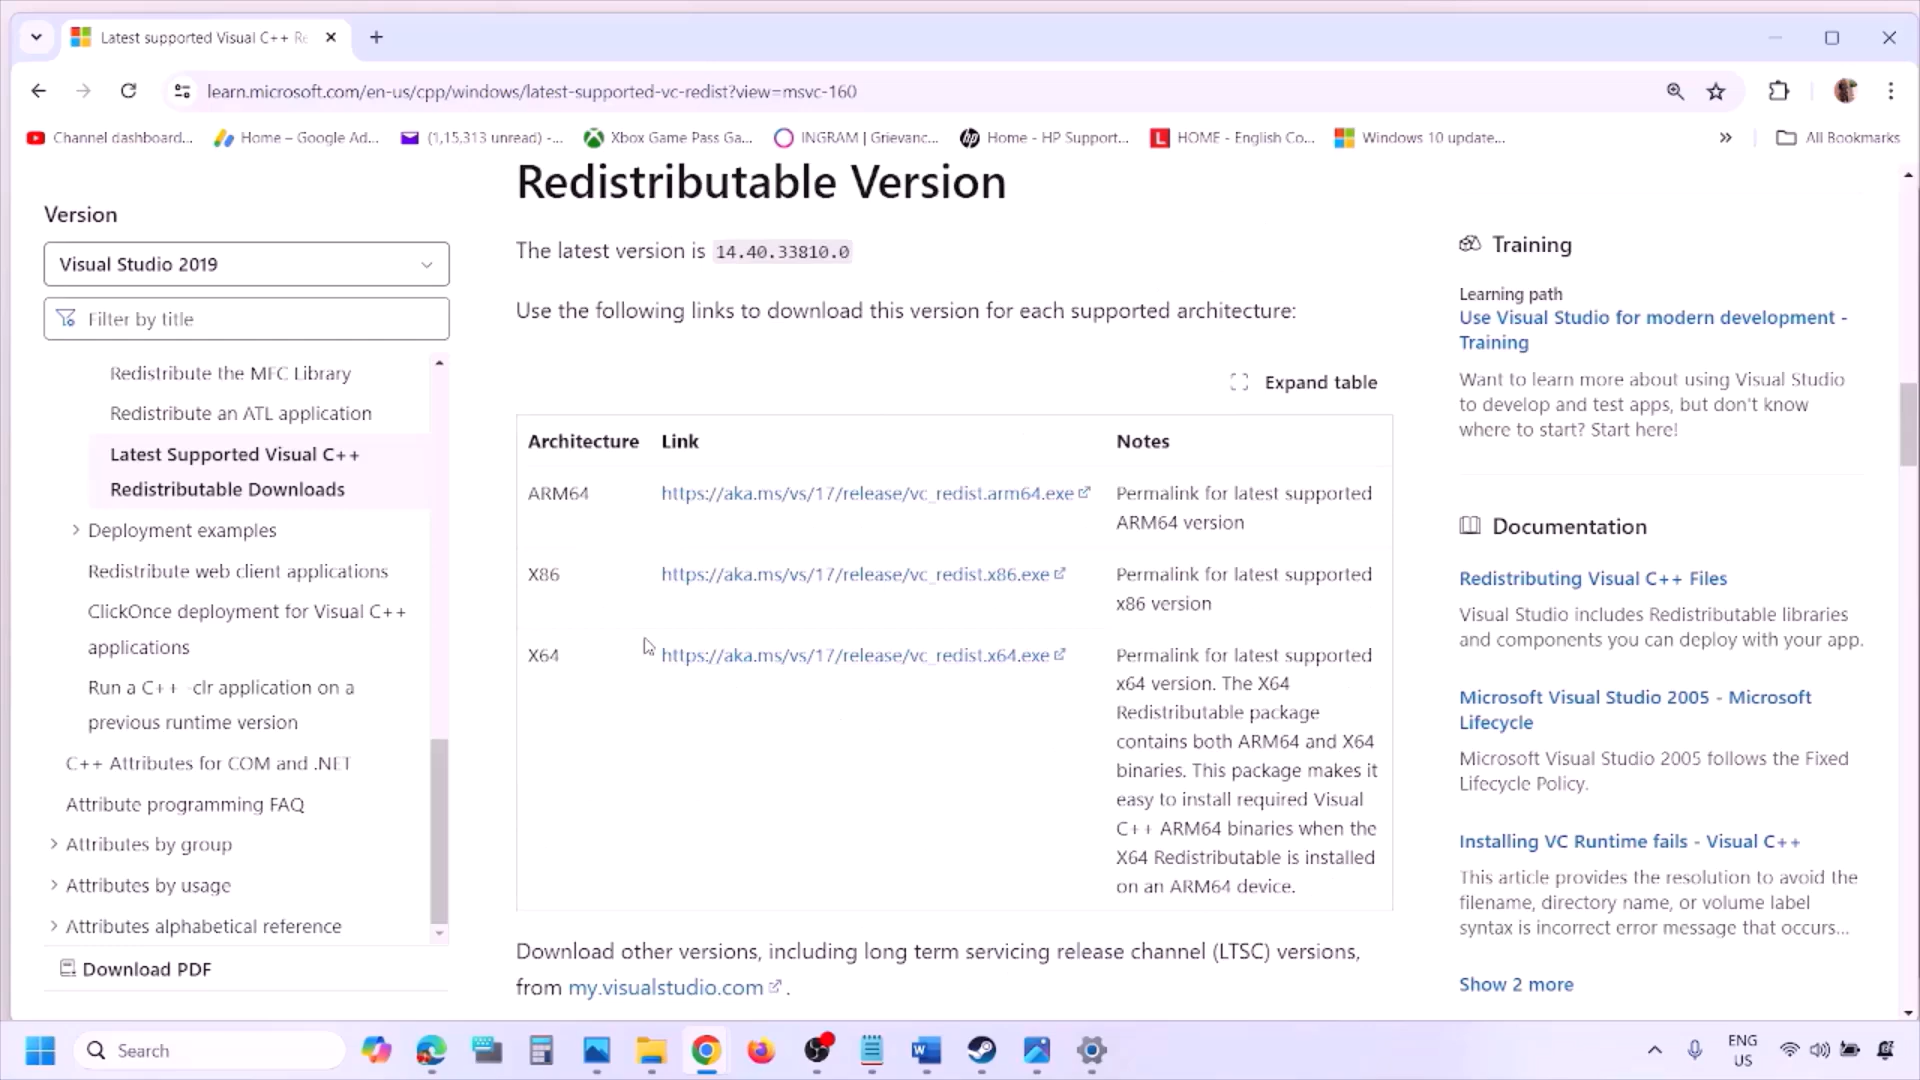 Latest supported Visual C++ Re
learn.microsoft.com/en-us/cpp/windows/latest-supported-vc-redist?view=msvc-160
Channel dashboard...
Home – Google Ad...
(1,15,313 unread) -...
Xbox Game Pass Ga...
INGRAM | Grievanc...
Home - HP Support...
HOME - English Co...
Windows 10 update...
All Bookmarks
Version
Visual Studio 2019
Filter by title
Redistribute the MFC Library
Redistribute an ATL application
Latest Supported Visual C++
Redistributable Downloads
Deployment examples
Redistribute web client applications
ClickOnce deployment for Visual C++
applications
Run a C++ -clr application on a
previous runtime version
C++ Attributes for COM and .NET
Attribute programming FAQ
Attributes by group
Attributes by usage
Attributes alphabetical reference
Download PDF
Redistributable Version
The latest version is 14.40.33810.0
Use the following links to download this version for each supported architecture:
Expand table
Architecture Link Notes
ARM64 https://aka.ms/vs/17/release/vc_redist.arm64.exe Permalink for latest supported
ARM64 version
X86 https://aka.ms/vs/17/release/vc_redist.x86.exe Permalink for latest supported
x86 version
X64 https://aka.ms/vs/17/release/vc_redist.x64.exe Permalink for latest supported
x64 version. The X64
Redistributable package
contains both ARM64 and X64
binaries. This package makes it
easy to install required Visual
C++ ARM64 binaries when the
X64 Redistributable is installed
on an ARM64 device.
Download other versions, including long term servicing release channel (LTSC) versions,
from my.visualstudio.com .
Training
Learning path
Use Visual Studio for modern development -
Training
Want to learn more about using Visual Studio
to develop and test apps, but don't know
where to start? Start here!
Documentation
Redistributing Visual C++ Files
Visual Studio includes Redistributable libraries
and components you can deploy with your app.
Microsoft Visual Studio 2005 - Microsoft
Lifecycle
Microsoft Visual Studio 2005 follows the Fixed
Lifecycle Policy.
Installing VC Runtime fails - Visual C++
This article provides the resolution to avoid the
filename, directory name, or volume label
syntax is incorrect error message that occurs...
Show 2 more
Search
ENG
US